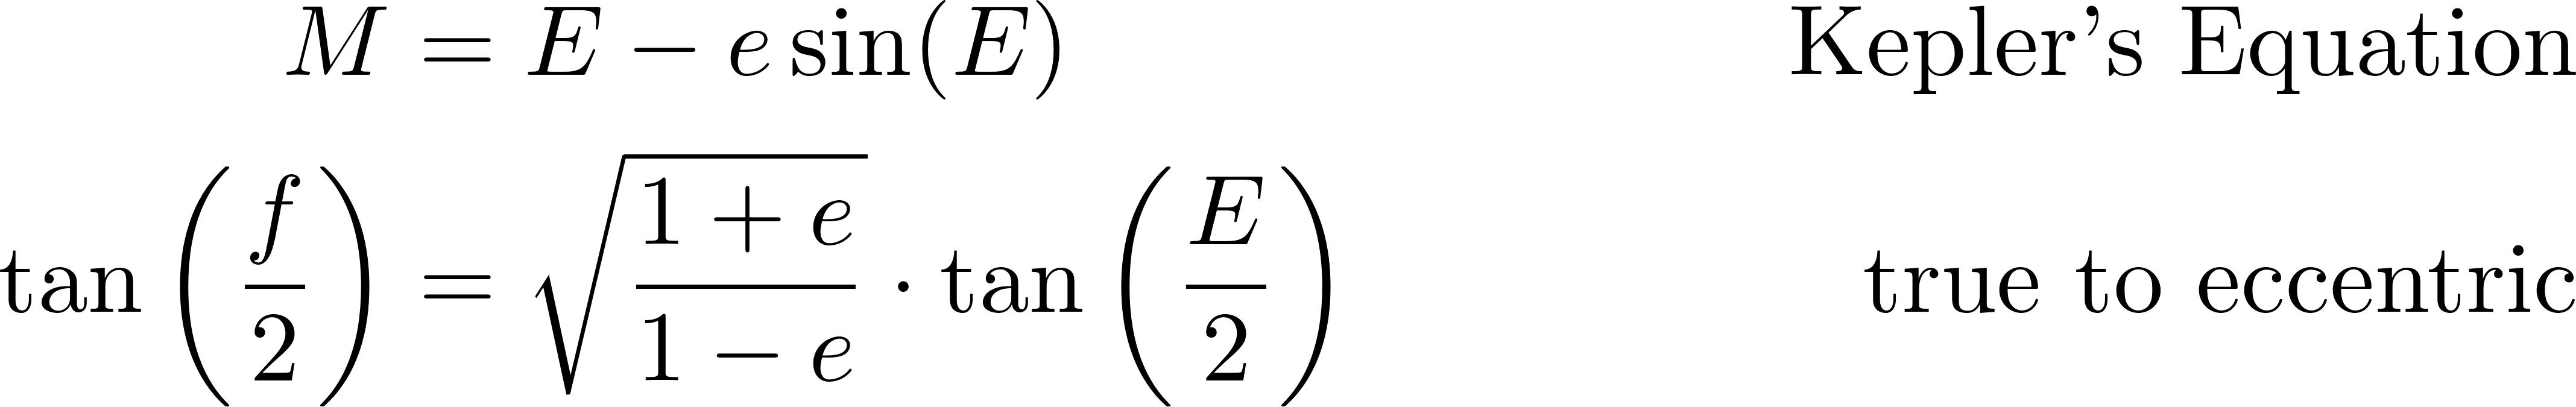 M = E − e sin(E) Kepler's Equation
tan(f/2) = √((1 + e)/(1 − e)) · tan(E/2) true to eccentric